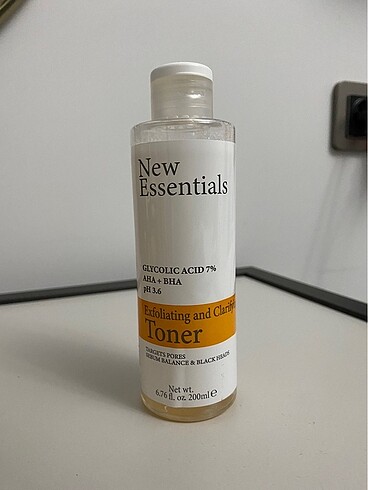 New
Essentials
GLYCOLIC ACID 7%
AHA + BHA
pH 3.6
Exfoliating and Clarify
Toner
TARGETS PORES
SEBUM BALANCE & BLACK HEADS
Net wt.
6.76 fl. oz. 200ml ℮